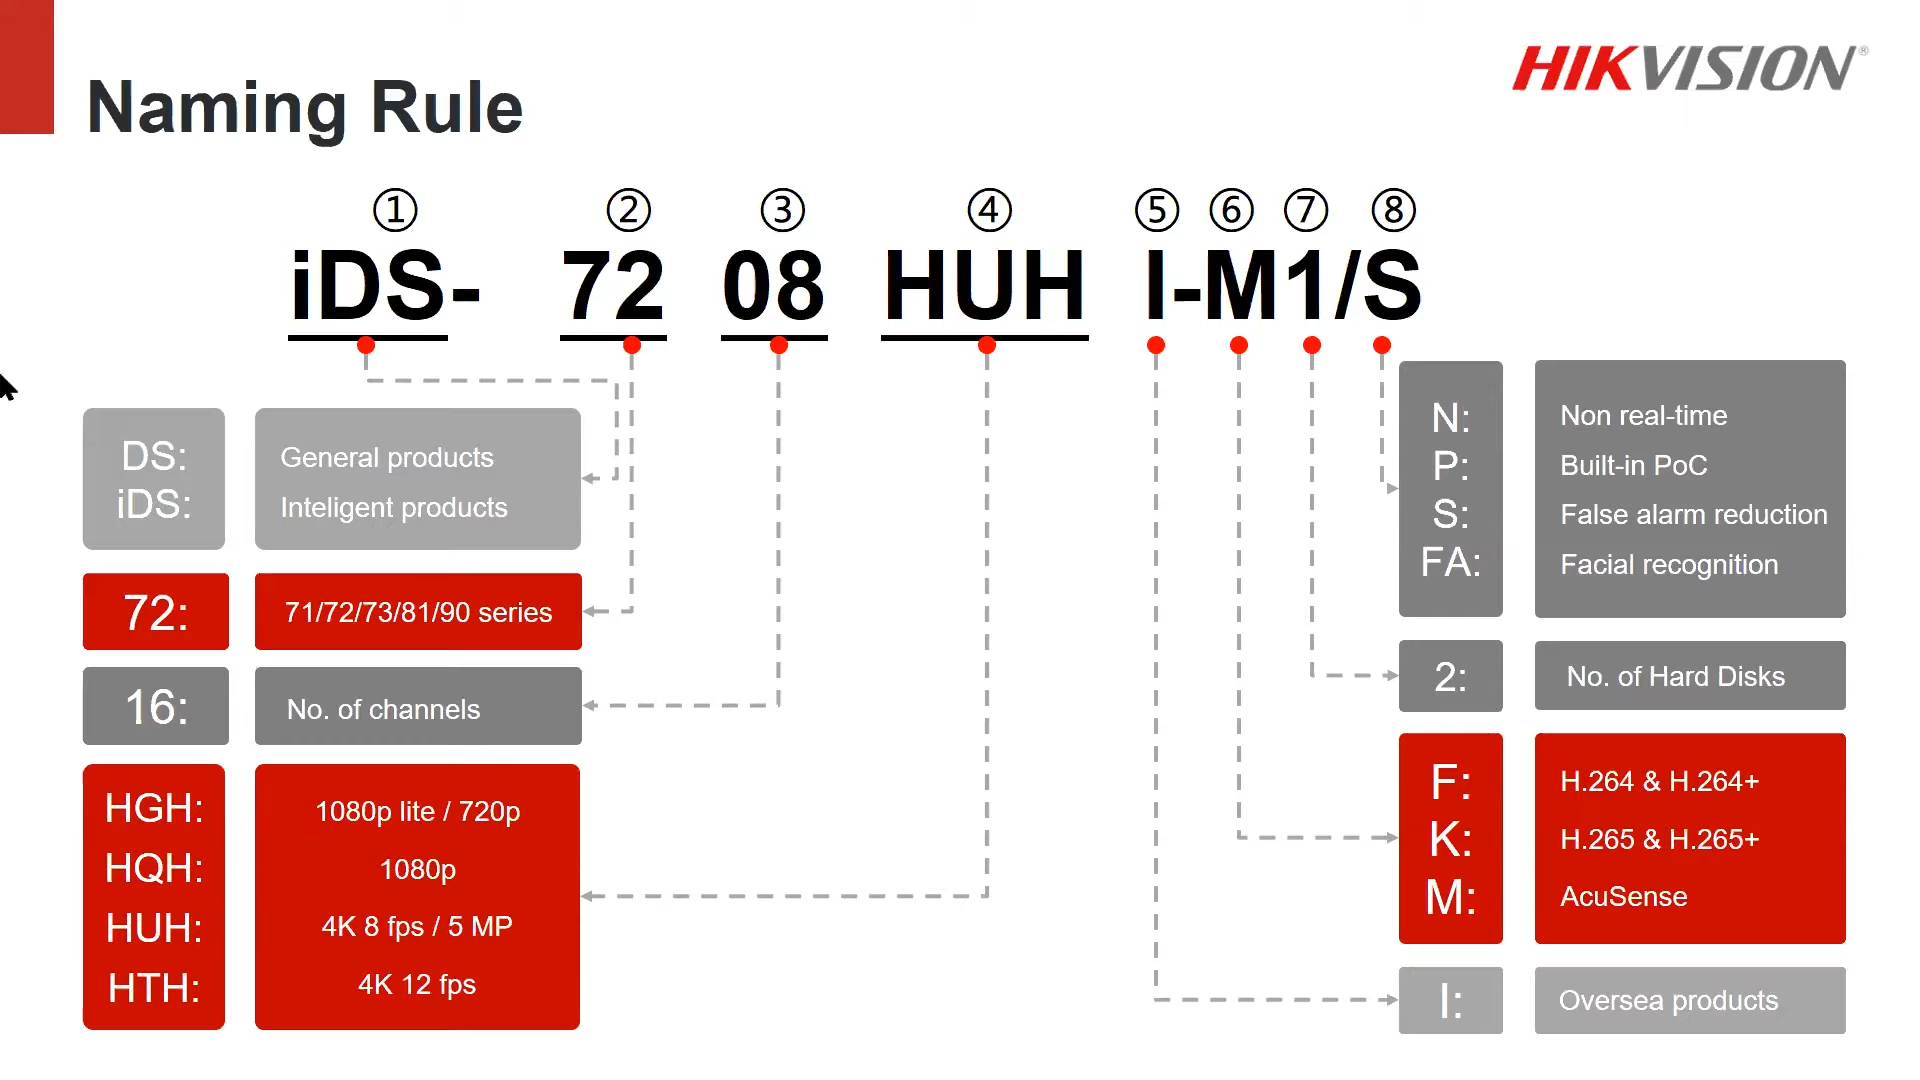 HIKVISION®
Naming Rule
① ② ③ ④ ⑤ ⑥ ⑦ ⑧
iDS- 72 08 HUH I-M1/S
DS: General products
iDS: Inteligent products
72: 71/72/73/81/90 series
16: No. of channels
HGH: 1080p lite / 720p
HQH: 1080p
HUH: 4K 8 fps / 5 MP
HTH: 4K 12 fps
N: Non real-time
P: Built-in PoC
S: False alarm reduction
FA: Facial recognition
2: No. of Hard Disks
F: H.264 & H.264+
K: H.265 & H.265+
M: AcuSense
I: Oversea products